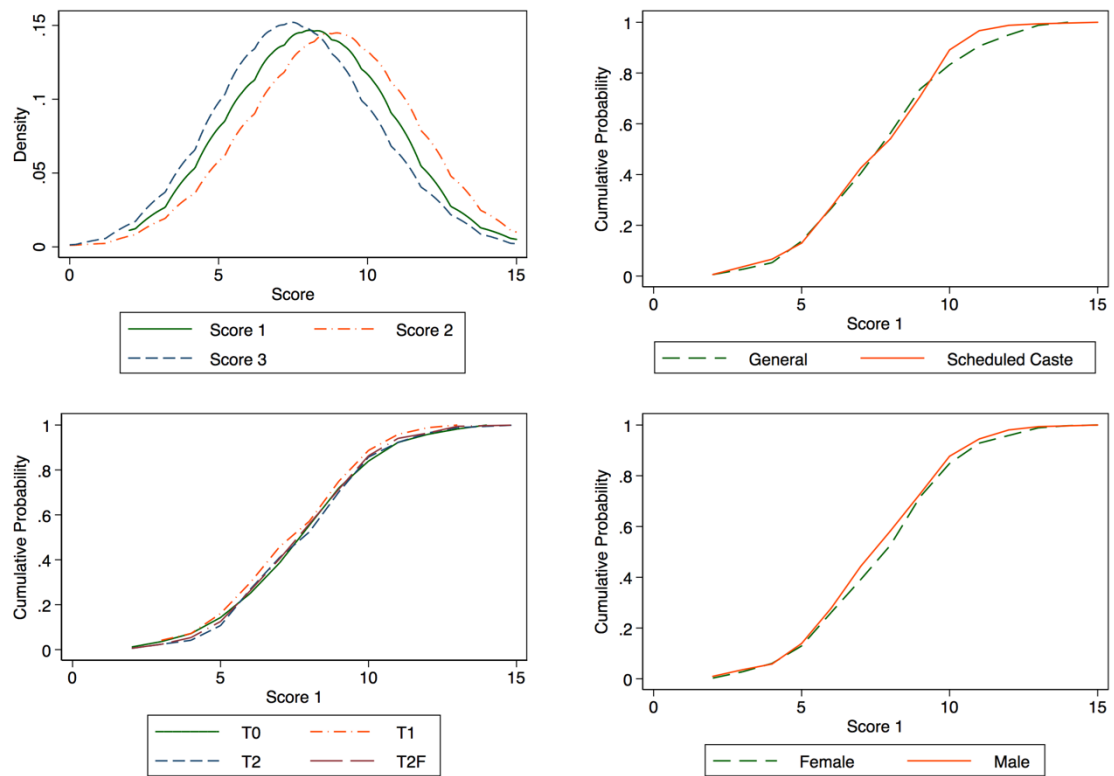 .15
.1
.05
0
Density
0 5 10 15
Score
Score 1 Score 2
Score 3
1
.8
.6
.4
.2
0
Cumulative Probability
0 5 10 15
Score 1
General Scheduled Caste
1
.8
.6
.4
.2
0
Cumulative Probability
0 5 10 15
Score 1
T0 T1
T2 T2F
1
.8
.6
.4
.2
0
Cumulative Probability
0 5 10 15
Score 1
Female Male